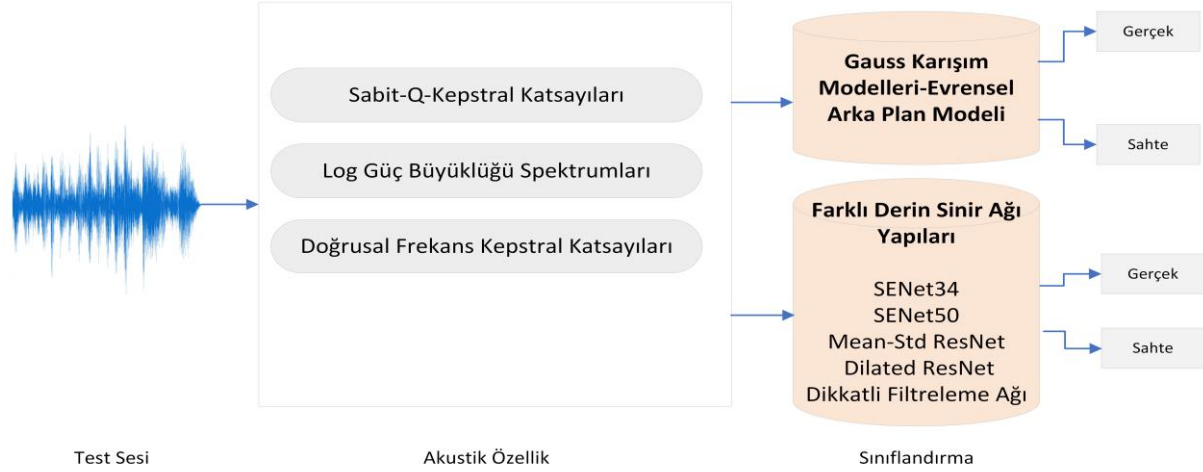 Sabit-Q-Kepstral Katsayıları
Log Güç Büyüklüğü Spektrumları
Doğrusal Frekans Kepstral Katsayıları
Gauss Karışım
Modelleri-Evrensel
Arka Plan Modeli
Gerçek
Sahte
Farklı Derin Sinir Ağı
Yapıları
SENet34
SENet50
Mean-Std ResNet
Dilated ResNet
Dikkatli Filtreleme Ağı
Gerçek
Sahte
Test Sesi
Akustik Özellik
Sınıflandırma